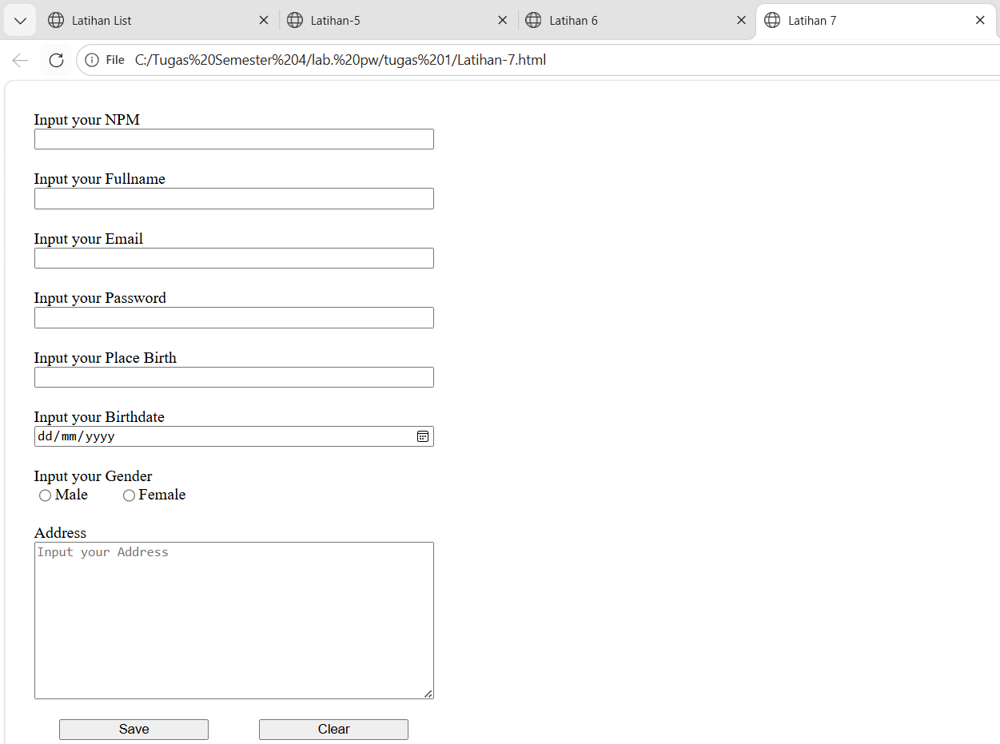 Latihan List Latihan-5 Latihan 6 Latihan 7
File C:/Tugas%20Semester%204/lab.%20pw/tugas%201/Latihan-7.html
Input your NPM
Input your Fullname
Input your Email
Input your Password
Input your Place Birth
Input your Birthdate
dd/mm/yyyy
Input your Gender
Male Female
Address
Input your Address
Save Clear